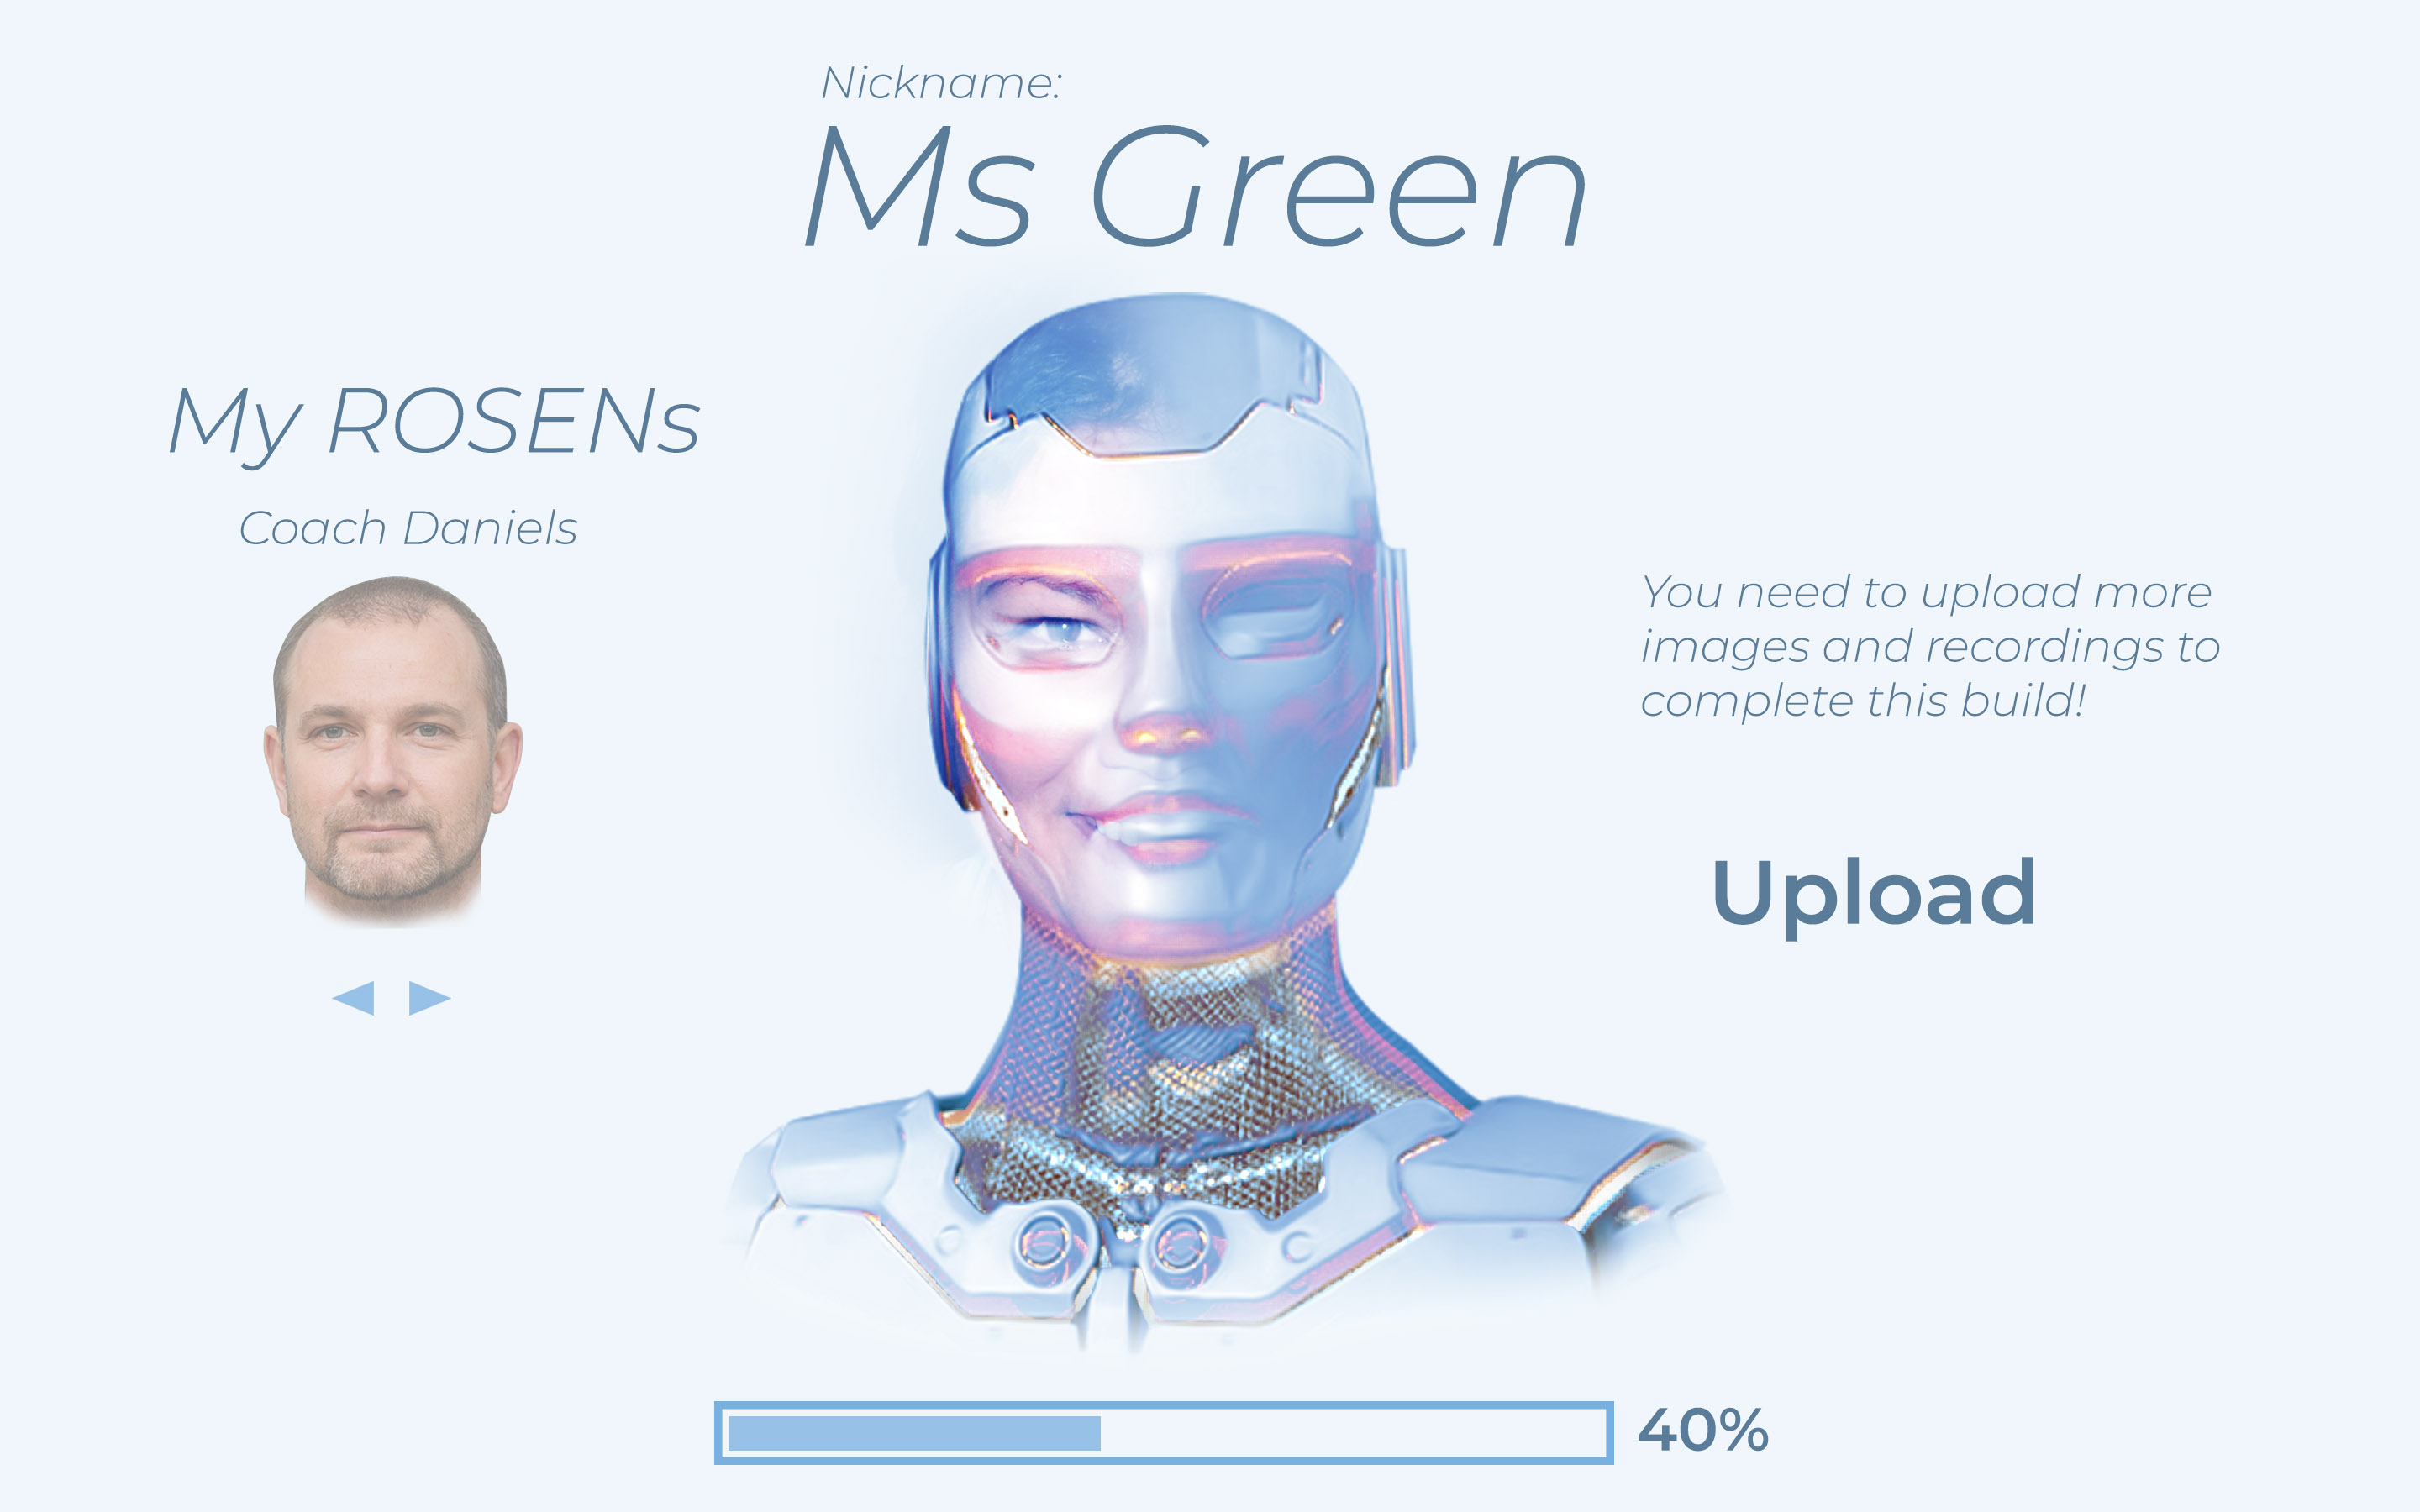 Nickname:
Ms Green
My ROSENs
Coach Daniels
You need to upload more
images and recordings to
complete this build!
Upload
40%